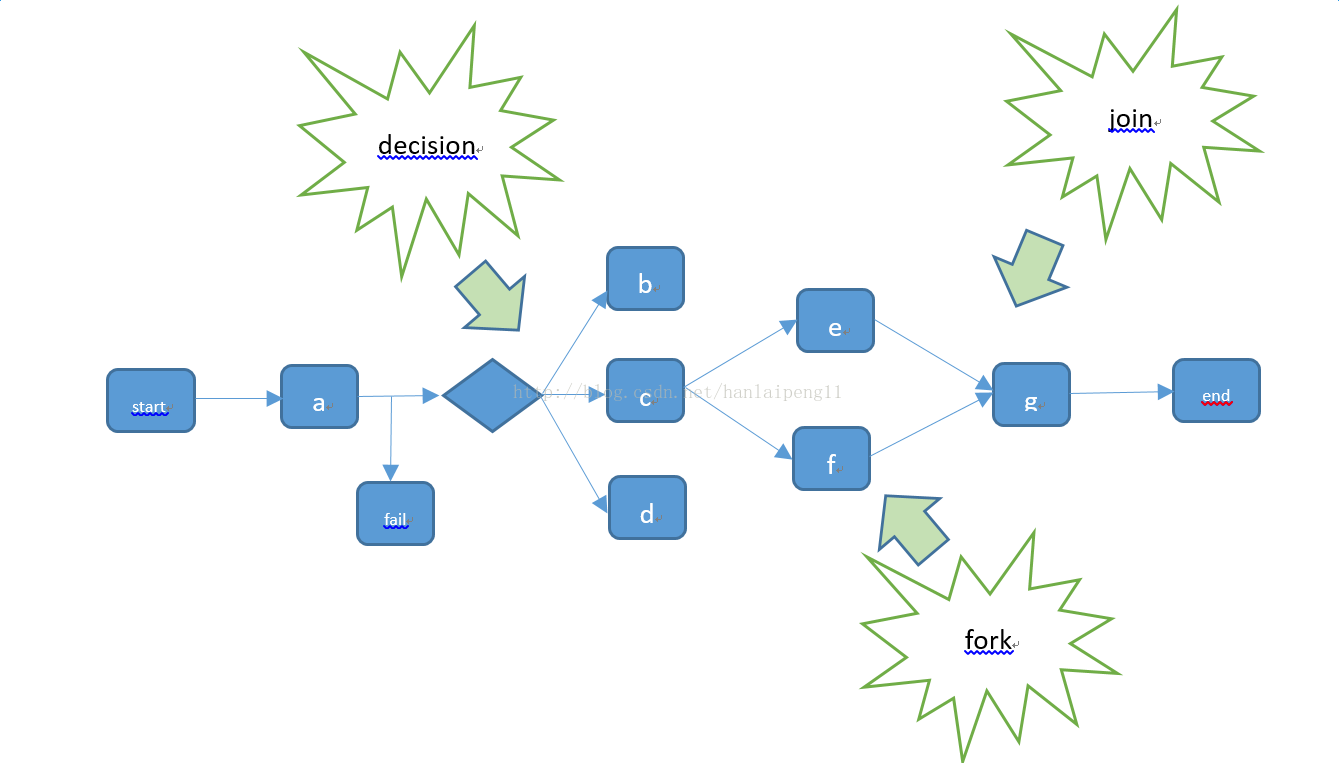 decision
join
b
e
start
a
http://blog.csdn.net/hanlaipeng11
c
g
end
f
fail
d
fork